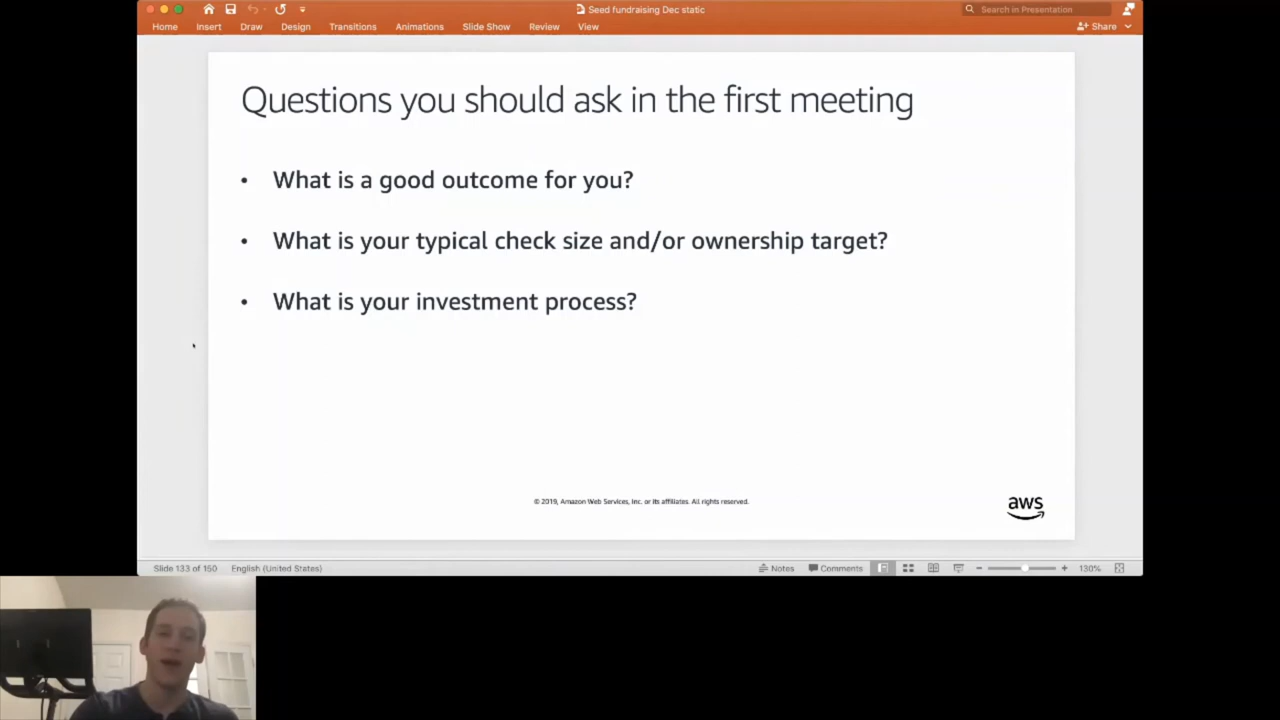 Seed fundraising Dec static
Search in Presentation
Home Insert Draw Design Transitions Animations Slide Show Review View Share
Questions you should ask in the first meeting
• What is a good outcome for you?
• What is your typical check size and/or ownership target?
• What is your investment process?
© 2019, Amazon Web Services, Inc. or its affiliates. All rights reserved.
aws
Slide 133 of 150 English (United States) Notes Comments 130%